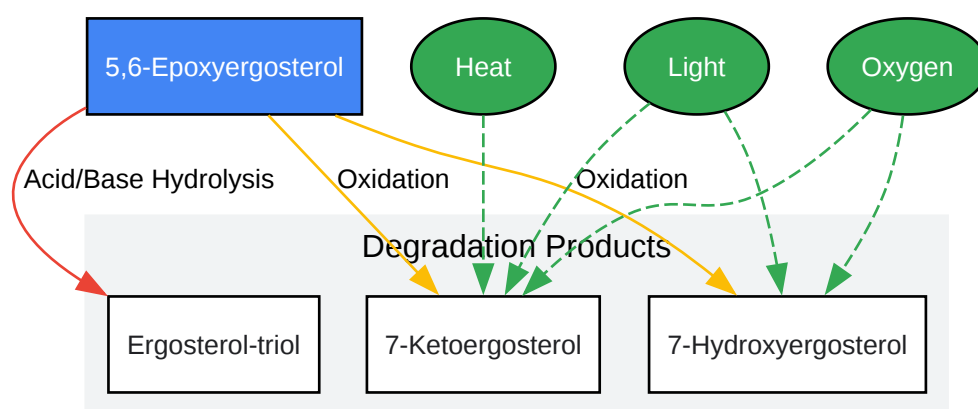 5,6-Epoxyergosterol
Heat
Light
Oxygen
Acid/Base Hydrolysis
Oxidation
Oxidation
Degradation Products
Ergosterol-triol
7-Ketoergosterol
7-Hydroxyergosterol